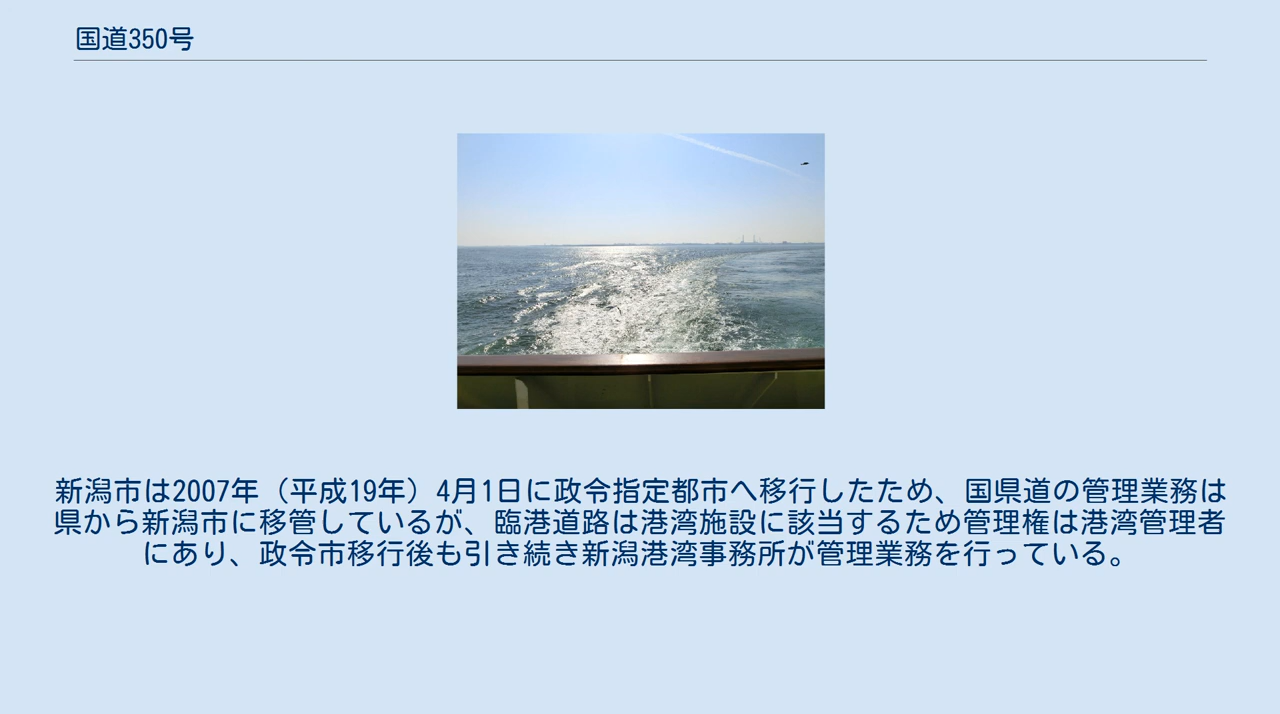 国道350号
新潟市は2007年（平成19年）4月1日に政令指定都市へ移行したため、国県道の管理業務は
県から新潟市に移管しているが、臨港道路は港湾施設に該当するため管理権は港湾管理者
にあり、政令市移行後も引き続き新潟港湾事務所が管理業務を行っている。